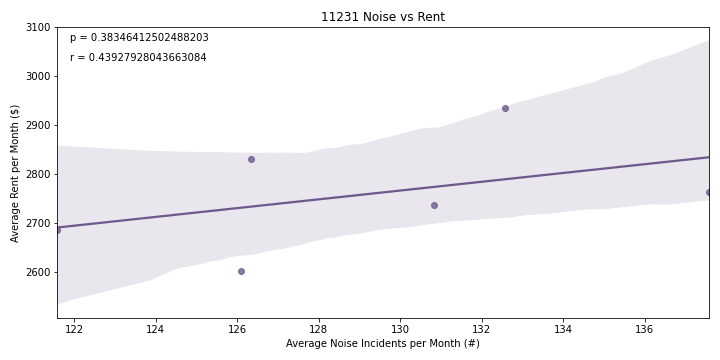 11231 Noise vs Rent
p = 0.38346412502488203
r = 0.43927928043663084
3100
3000
2900
2800
2700
2600
Average Rent per Month ($)
122 124 126 128 130 132 134 136
Average Noise Incidents per Month (#)